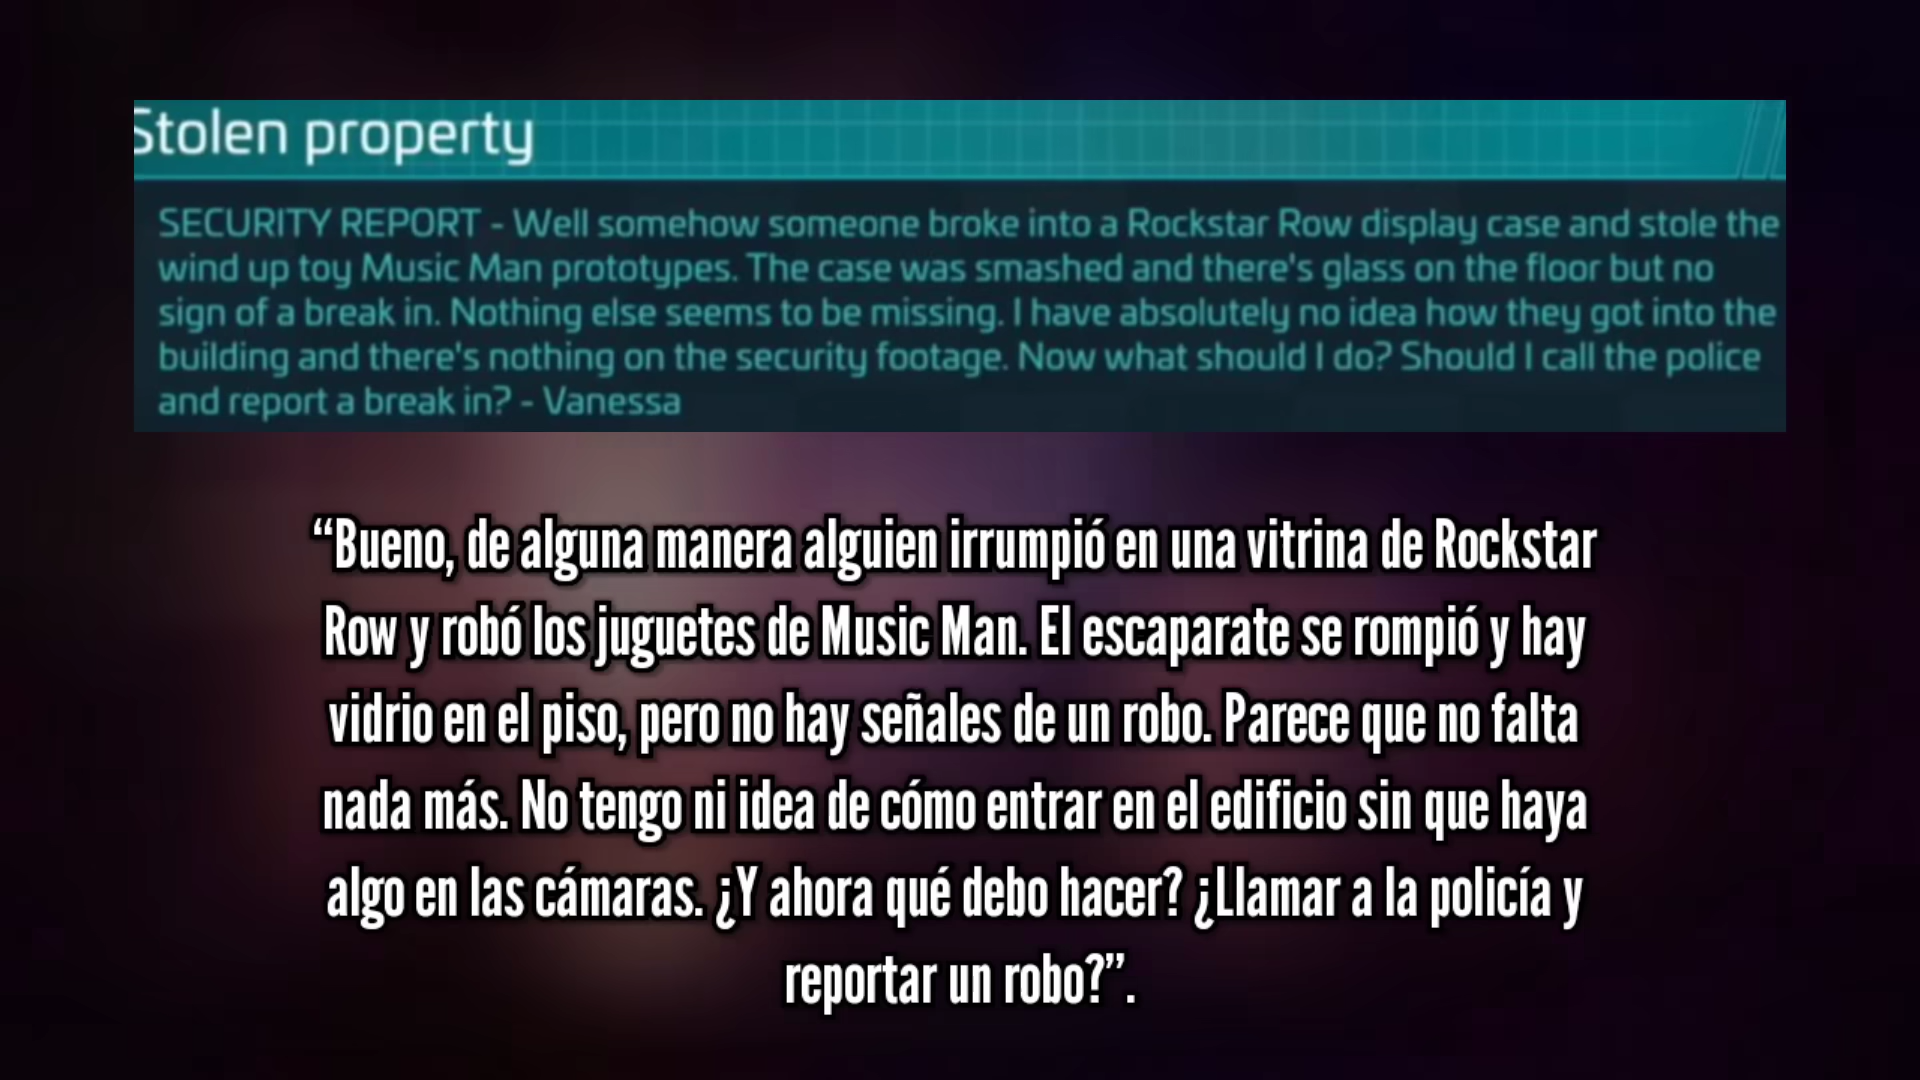 Stolen property
SECURITY REPORT - Well somehow someone broke into a Rockstar Row display case and stole the
wind up toy Music Man prototypes. The case was smashed and there's glass on the floor but no
sign of a break in. Nothing else seems to be missing. I have absolutely no idea how they got into the
building and there's nothing on the security footage. Now what should I do? Should I call the police
and report a break in? - Vanessa
“Bueno, de alguna manera alguien irrumpió en una vitrina de Rockstar
Row y robó los juguetes de Music Man. El escaparate se rompió y hay
vidrio en el piso, pero no hay señales de un robo. Parece que no falta
nada más. No tengo ni idea de cómo entrar en el edificio sin que haya
algo en las cámaras. ¿Y ahora qué debo hacer? ¿Llamar a la policía y
reportar un robo?”.